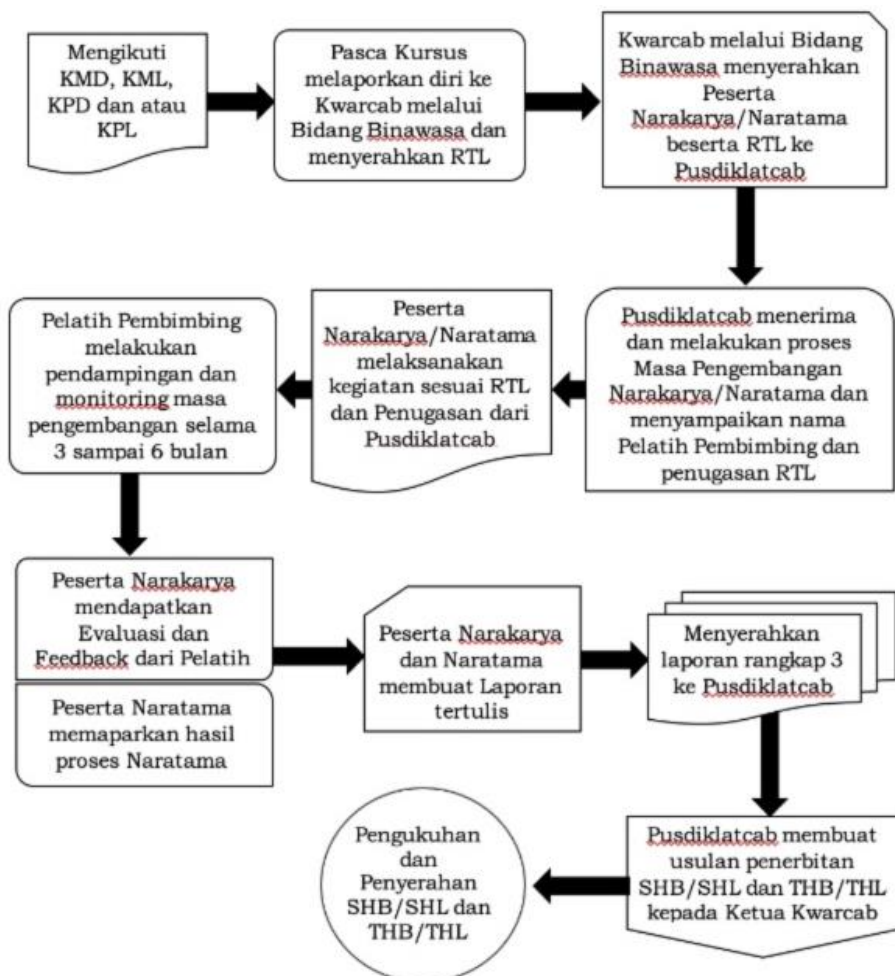 Mengikuti
KMD, KML,
KPD dan atau
KPL
Pasca Kursus
melaporkan diri ke
Kwarcab melalui
Bidang Binawasa dan
menyerahkan RTL
Kwarcab melalui Bidang
Binawasa menyerahkan
Peserta
Narakarya/Naratama
beserta RTL ke
Pusdiklatcab
Pusdiklatcab menerima
dan melakukan proses
Masa Pengembangan
Narakarya/Naratama dan
menyampaikan nama
Pelatih Pembimbing dan
penugasan RTL
Peserta
Narakarya/Naratama
melaksanakan
kegiatan sesuai RTL
dan Penugasan dari
Pusdiklatcab
Pelatih Pembimbing
melakukan
pendampingan dan
monitoring masa
pengembangan selama
3 sampai 6 bulan
Peserta Narakarya
mendapatkan
Evaluasi dan
Feedback dari Pelatih
Peserta Naratama
memaparkan hasil
proses Naratama
Peserta Narakarya
dan Naratama
membuat Laporan
tertulis
Menyerahkan
laporan rangkap 3
ke Pusdiklatcab
Pusdiklatcab membuat
usulan penerbitan
SHB/SHL dan THB/THL
kepada Ketua Kwarcab
Pengukuhan
dan
Penyerahan
SHB/SHL dan
THB/THL